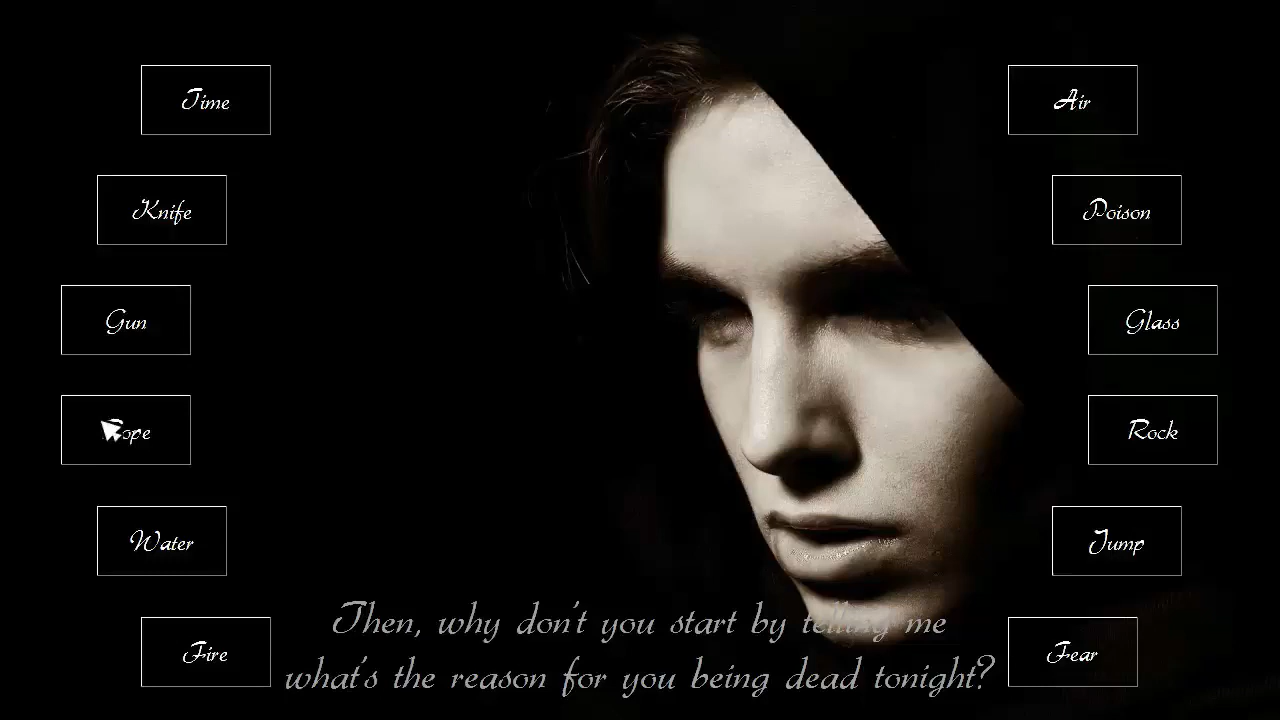 Time
Air
Knife
Poison
Gun
Glass
Rope
Rock
Water
Jump
Fire
Fear
Then, why don't you start by telling me
what's the reason for you being dead tonight?